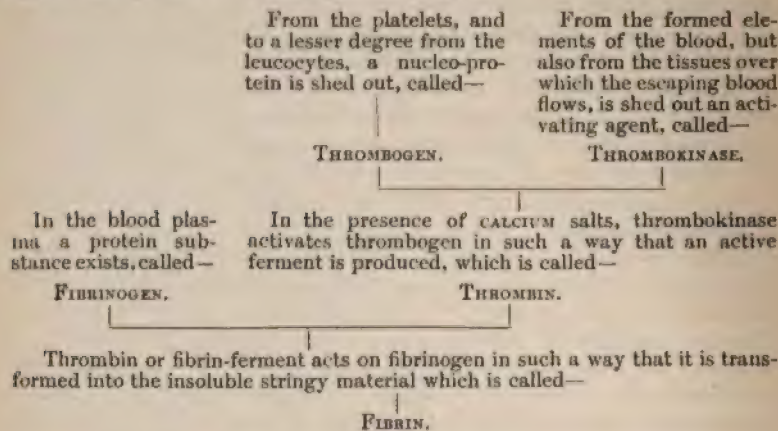 From the platelets, and
to a lesser degree from the
leucocytes, a nucleo-pro-
tein is shed out, called—
THROMBOGEN.
From the formed ele-
ments of the blood, but
also from the tissues over
which the escaping blood
flows, is shed out an acti-
vating agent, called—
THROMBOKINASE.
In the blood plas-
ma a protein sub-
stance exists, called—
FIBRINOGEN.
In the presence of CALCIUM salts, thrombokinase
activates thrombogen in such a way that an active
ferment is produced, which is called—
THROMBIN.
Thrombin or fibrin-ferment acts on fibrinogen in such a way that it is trans-
formed into the insoluble stringy material which is called—
FIBRIN.